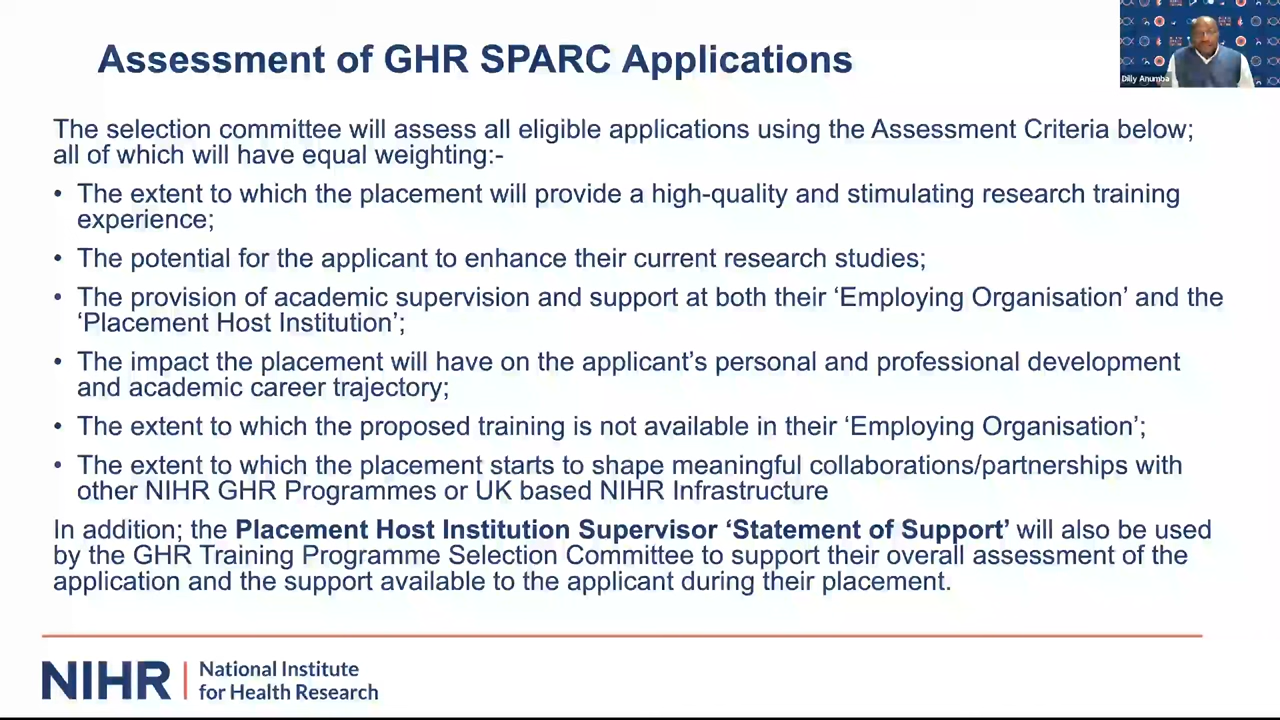 Assessment of GHR SPARC Applications
Dilly Anumba
The selection committee will assess all eligible applications using the Assessment Criteria below;
all of which will have equal weighting:-
• The extent to which the placement will provide a high-quality and stimulating research training
experience;
• The potential for the applicant to enhance their current research studies;
• The provision of academic supervision and support at both their ‘Employing Organisation’ and the
‘Placement Host Institution’;
• The impact the placement will have on the applicant’s personal and professional development
and academic career trajectory;
• The extent to which the proposed training is not available in their ‘Employing Organisation’;
• The extent to which the placement starts to shape meaningful collaborations/partnerships with
other NIHR GHR Programmes or UK based NIHR Infrastructure
In addition; the Placement Host Institution Supervisor ‘Statement of Support’ will also be used
by the GHR Training Programme Selection Committee to support their overall assessment of the
application and the support available to the applicant during their placement.
NIHR | National Institute
for Health Research